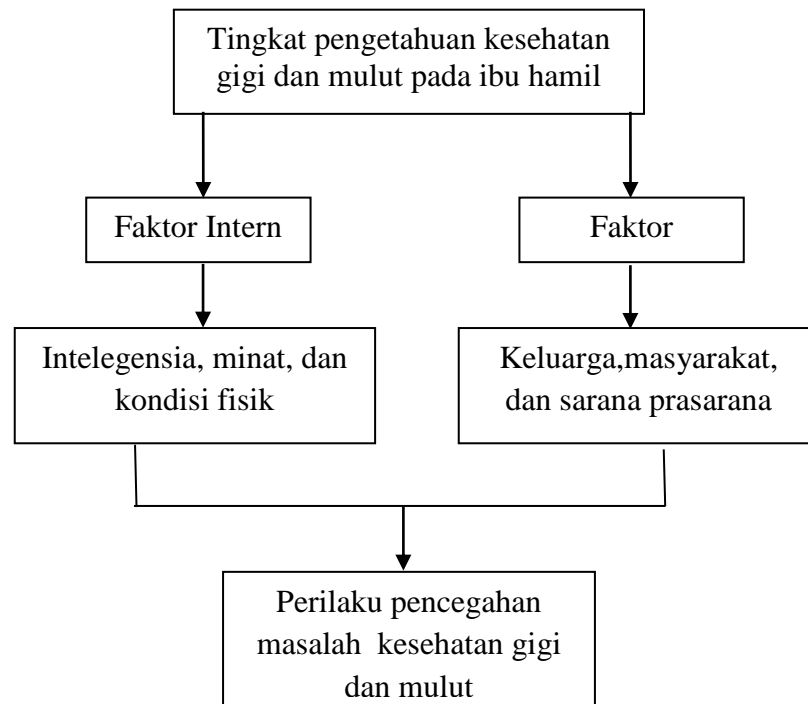 Tingkat pengetahuan kesehatan
gigi dan mulut pada ibu hamil
Faktor Intern
Faktor
Intelegensia, minat, dan
kondisi fisik
Keluarga,masyarakat,
dan sarana prasarana
Perilaku pencegahan
masalah kesehatan gigi
dan mulut